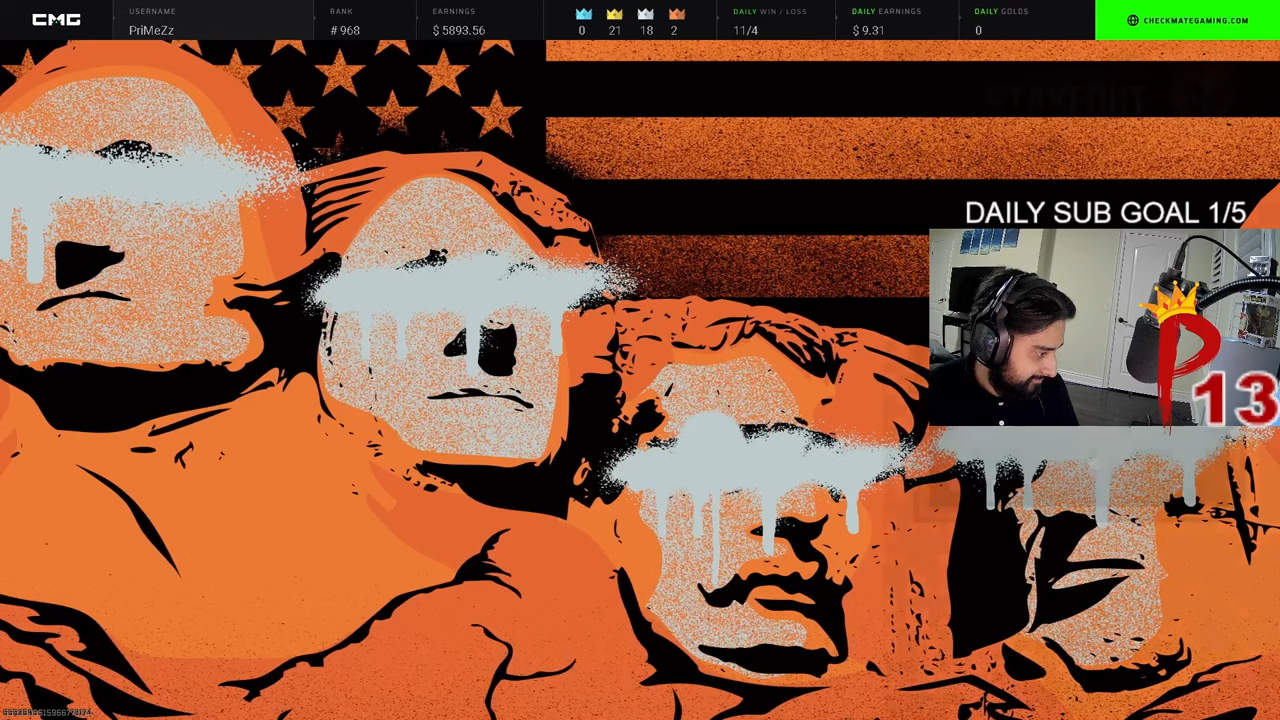 CMG
USERNAME
PriMeZz
RANK
# 968
EARNINGS
$ 5893.56
0 21 18 2
DAILY WIN / LOSS
11/4
DAILY EARNINGS
$ 9.31
DAILY GOLDS
0
CHECKMATEGAMING.COM
DAILY SUB GOAL 1/5
P
13